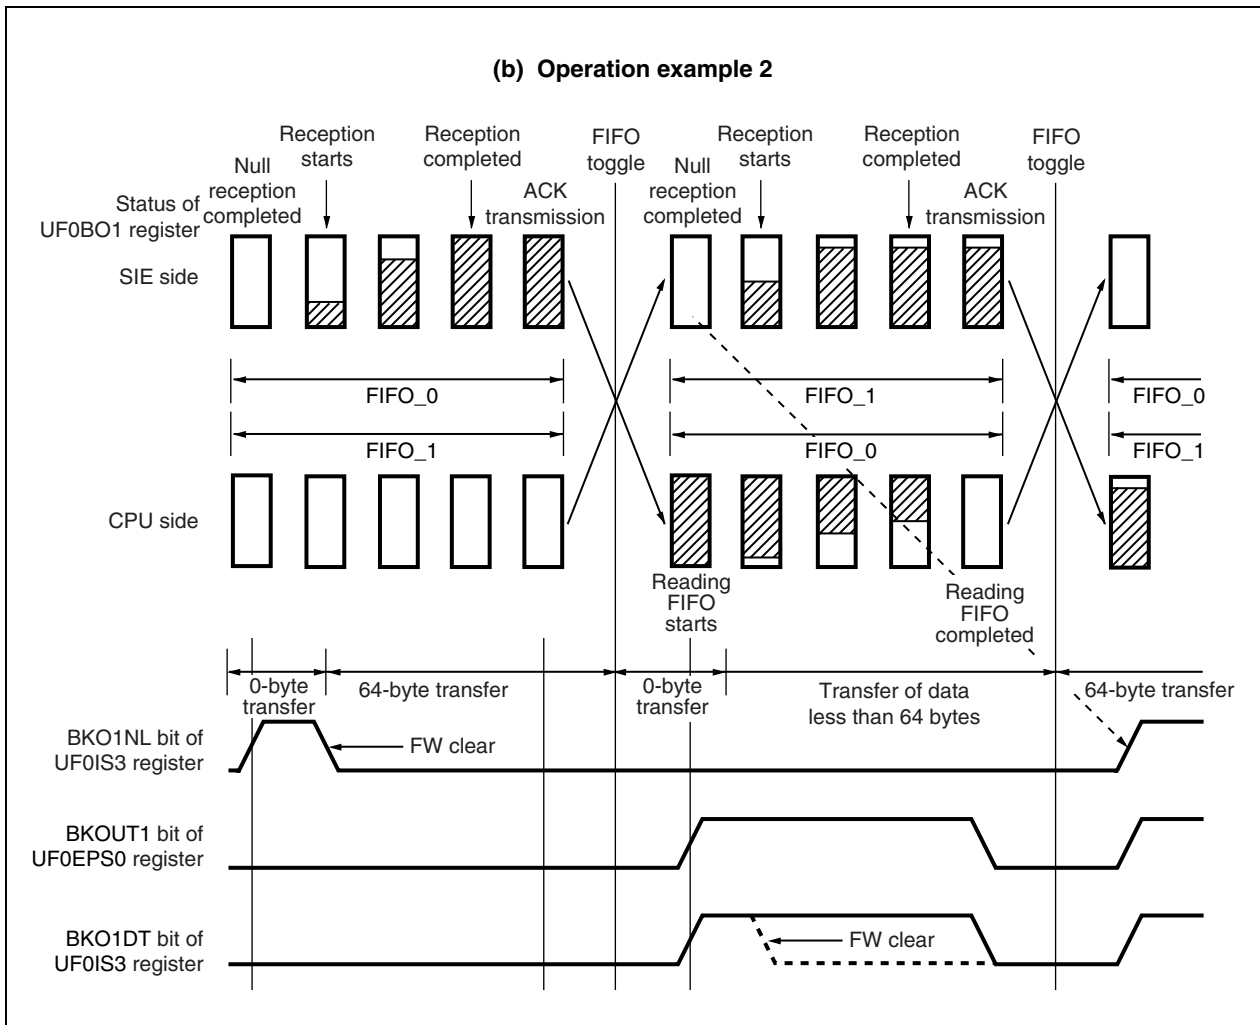 (b) Operation example 2
Reception
starts
Reception
completed
FIFO
toggle
Reception
starts
Reception
completed
FIFO
toggle
Null
reception
completed
ACK
transmission
Null
reception
completed
ACK
transmission
Status of
UF0BO1 register
SIE side
FIFO_0
FIFO_1
FIFO_0
FIFO_1
FIFO_0
FIFO_1
CPU side
Reading
FIFO
starts
Reading
FIFO
completed
0-byte
transfer
64-byte transfer
0-byte
transfer
Transfer of data
less than 64 bytes
64-byte transfer
BKO1NL bit of
UF0IS3 register
FW clear
BKOUT1 bit of
UF0EPS0 register
BKO1DT bit of
UF0IS3 register
FW clear